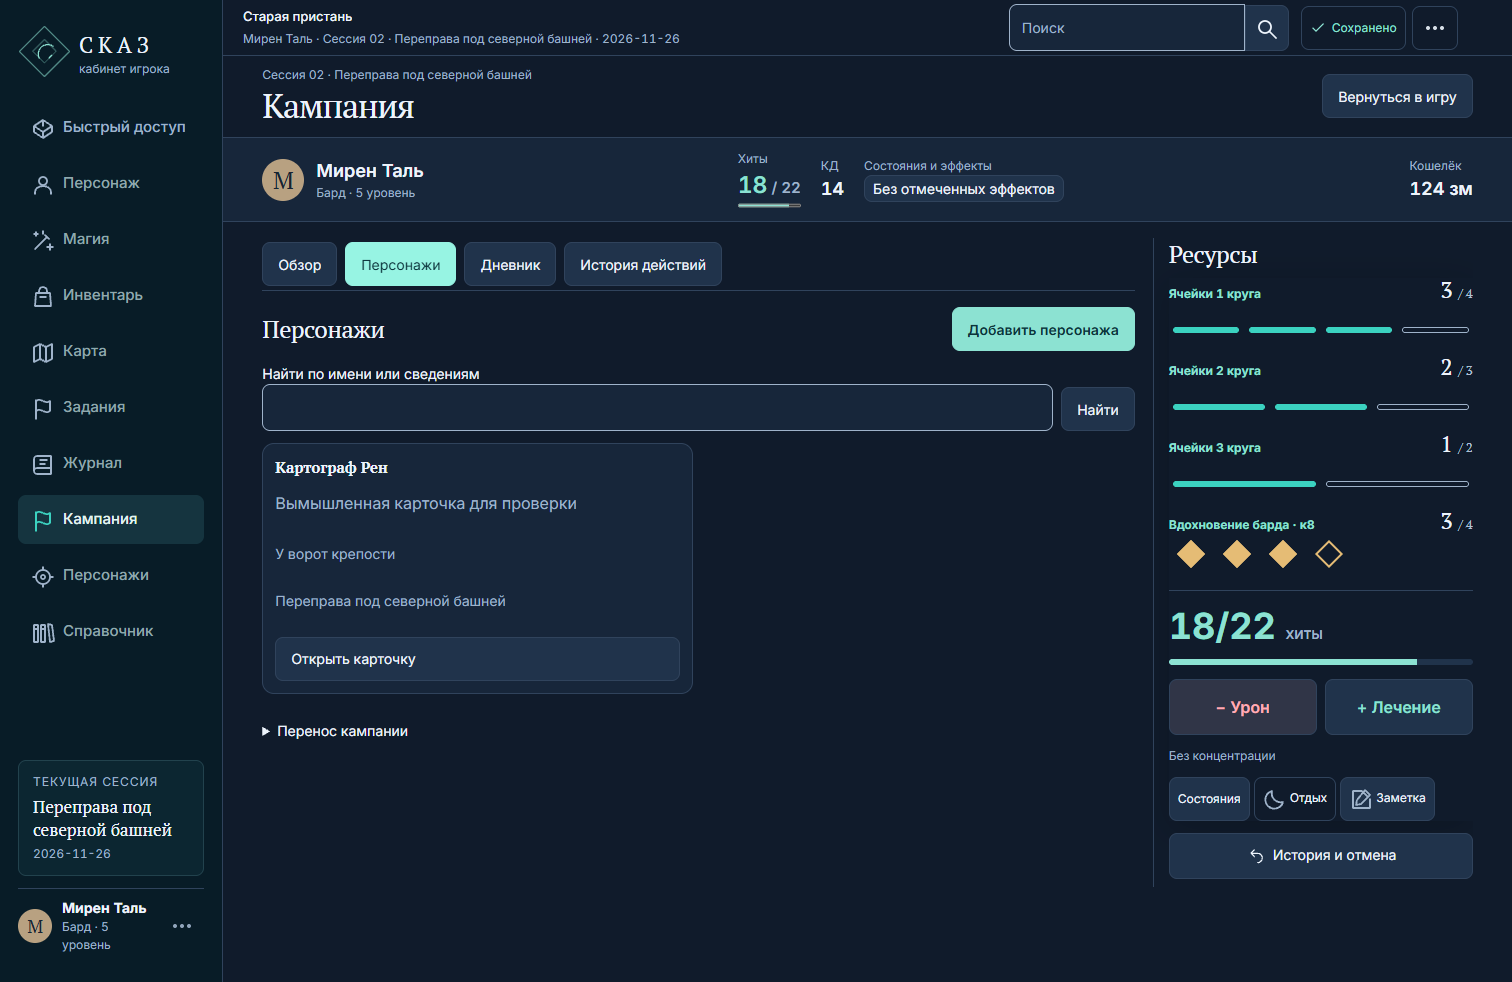 СКАЗ
кабинет игрока
Быстрый доступ
Персонаж
Магия
Инвентарь
Карта
Задания
Журнал
Кампания
Персонажи
Справочник
ТЕКУЩАЯ СЕССИЯ
Переправа под
северной башней
2026-11-26
М
Мирен Таль
Бард · 5
уровень
Старая пристань
Мирен Таль · Сессия 02 · Переправа под северной башней · 2026-11-26
Поиск
Сохранено
Сессия 02 · Переправа под северной башней
Кампания
Вернуться в игру
М
Мирен Таль
Бард · 5 уровень
Хиты
18 / 22
КД
14
Состояния и эффекты
Без отмеченных эффектов
Кошелёк
124 зм
Обзор
Персонажи
Дневник
История действий
Персонажи
Добавить персонажа
Найти по имени или сведениям
Найти
Картограф Рен
Вымышленная карточка для проверки
У ворот крепости
Переправа под северной башней
Открыть карточку
Перенос кампании
Ресурсы
Ячейки 1 круга
3 / 4
Ячейки 2 круга
2 / 3
Ячейки 3 круга
1 / 2
Вдохновение барда · к8
3 / 4
18/22 хиты
− Урон
+ Лечение
Без концентрации
Состояния
Отдых
Заметка
История и отмена